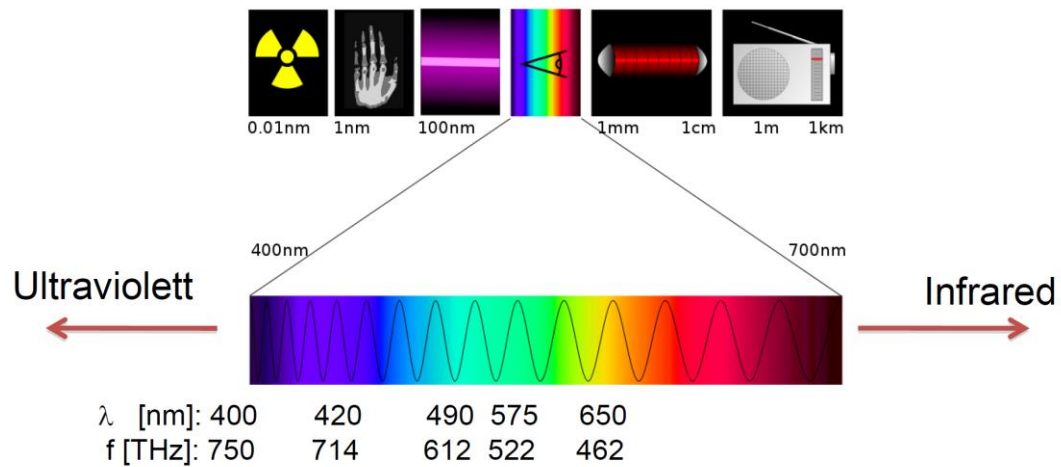 0.01nm 1nm 100nm 1mm 1cm 1m 1km
400nm 700nm
Ultraviolett Infrared
λ [nm]: 400 420 490 575 650
f [THz]: 750 714 612 522 462